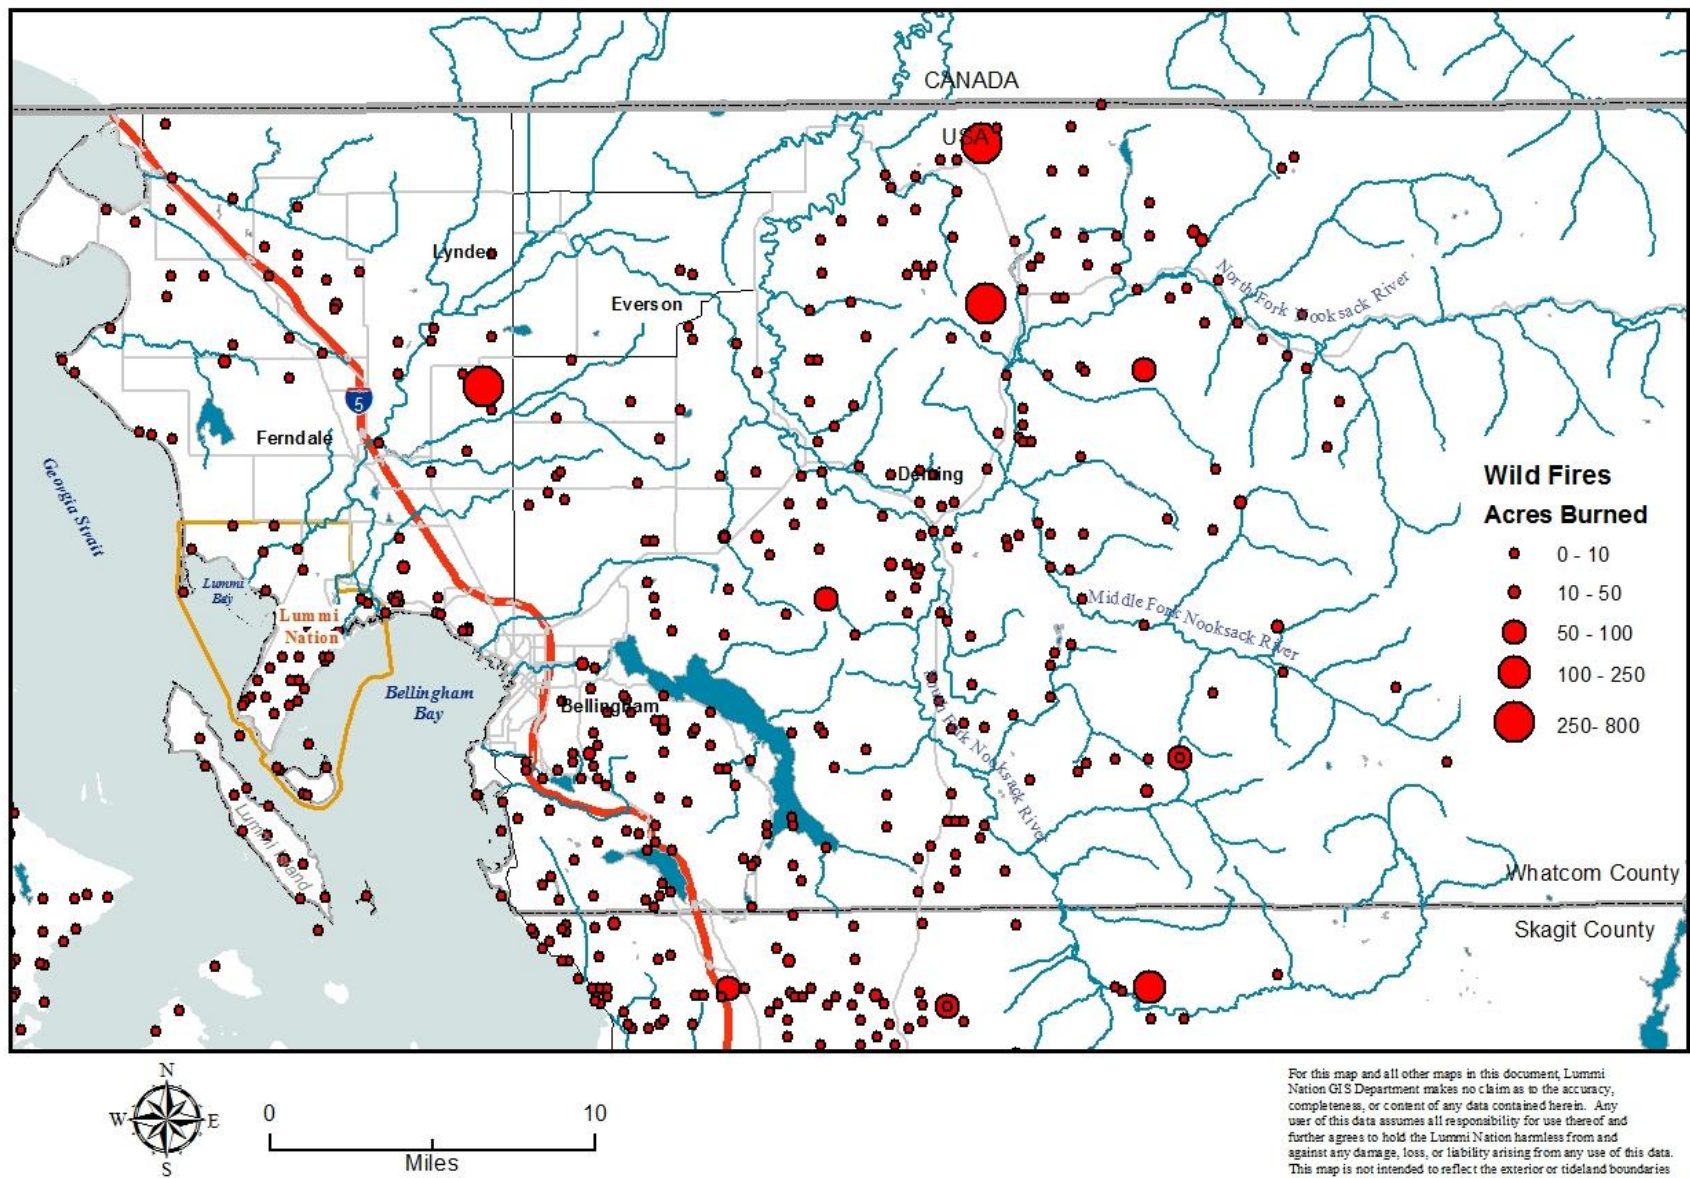 CANADA
USA
Lynden
Everson
North Fork Nooksack River
5
Ferndale
Georgia Strait
Deming
Wild Fires
Acres Burned
0 - 10
10 - 50
50 - 100
100 - 250
250- 800
Lummi
Bay
Lummi
Nation
Middle Fork Nooksack River
Bellingham
Bay
Bellingham
South Fork Nooksack River
Lummi Island
Whatcom County
Skagit County
N
W
E
S
0
10
Miles
For this map and all other maps in this document, Lummi
Nation GIS Department makes no claim as to the accuracy,
completeness, or content of any data contained herein. Any
user of this data assumes all responsibility for use thereof and
further agrees to hold the Lummi Nation harmless from and
against any damage, loss, or liability arising from any use of this data.
This map is not intended to reflect the exterior or tideland boundaries